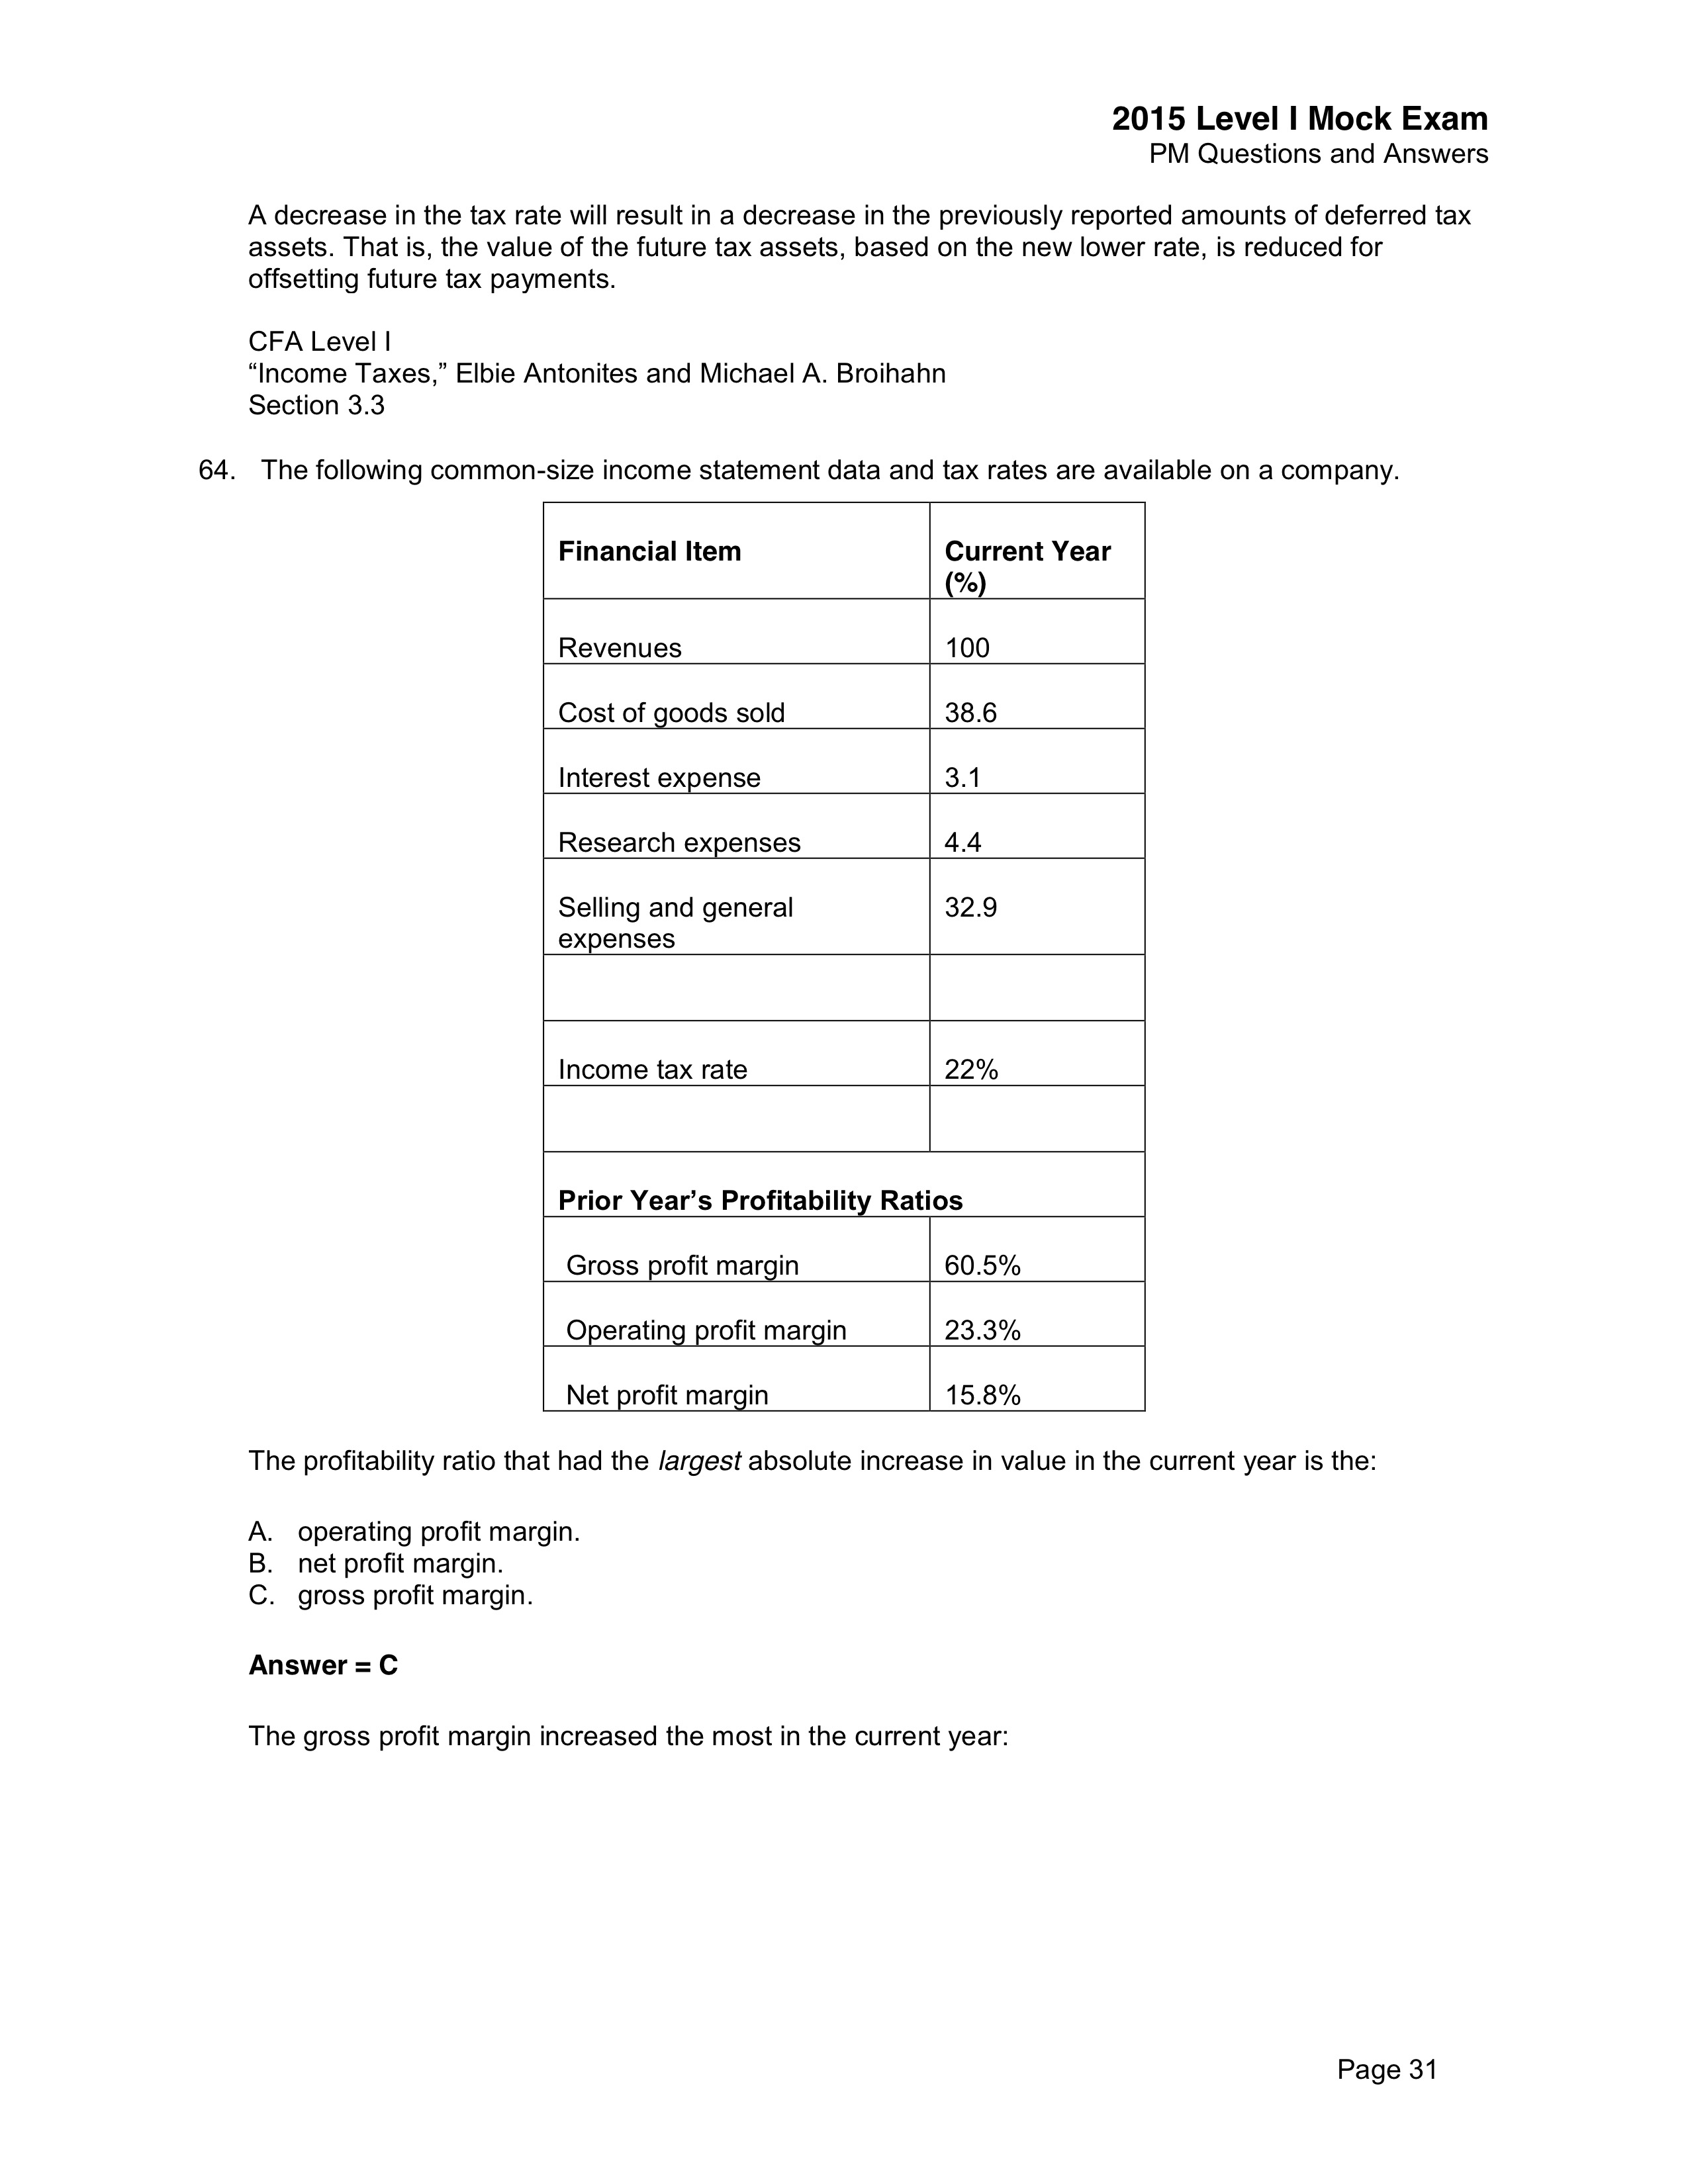 2015 Level I Mock Exam
PM Questions and Answers
A decrease in the tax rate will result in a decrease in the previously reported amounts of deferred tax
assets. That is, the value of the future tax assets, based on the new lower rate, is reduced for
offsetting future tax payments.
CFA Level I
“Income Taxes,” Elbie Antonites and Michael A. Broihahn
Section 3.3
64. The following common-size income statement data and tax rates are available on a company.
Financial Item Current Year
(%)
Revenues 100
Cost of goods sold 38.6
Interest expense 3.1
Research expenses 4.4
Selling and general 32.9
expenses
Income tax rate 22%
Prior Year’s Profitability Ratios
Gross profit margin 60.5%
Operating profit margin 23.3%
Net profit margin 15.8%
The profitability ratio that had the largest absolute increase in value in the current year is the:
A. operating profit margin.
B. net profit margin.
C. gross profit margin.
Answer = C
The gross profit margin increased the most in the current year:
Page 31